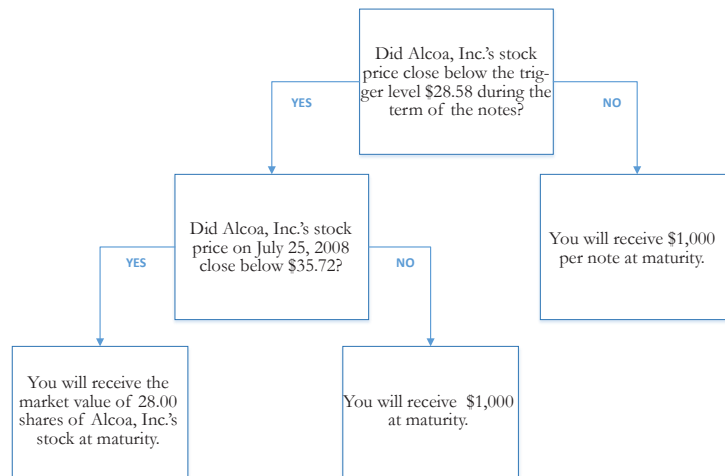 Did Alcoa, Inc.'s stock
price close below the trig-
ger level $28.58 during the
term of the notes?
YES
NO
Did Alcoa, Inc.'s stock
price on July 25, 2008
close below $35.72?
You will receive $1,000
per note at maturity.
YES
NO
You will receive the
market value of 28.00
shares of Alcoa, Inc.'s
stock at maturity.
You will receive $1,000
at maturity.